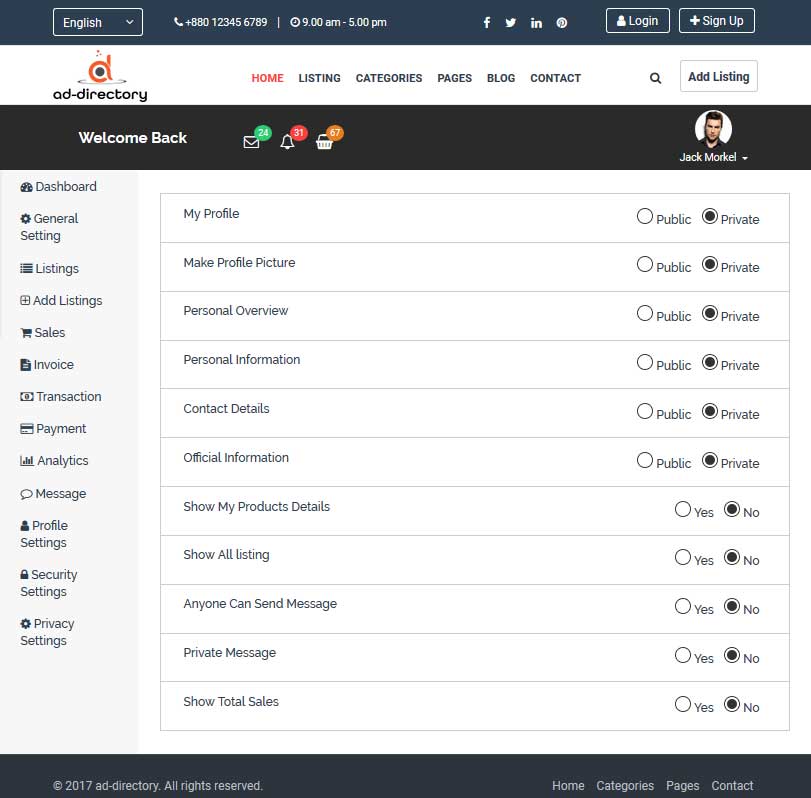 English +880 12345 6789 | 9.00 am - 5.00 pm Login Sign Up
ad-directory HOME LISTING CATEGORIES PAGES BLOG CONTACT Add Listing
Welcome Back 24 31 67 Jack Morkel
Dashboard
General
Setting
Listings
Add Listings
Sales
Invoice
Transaction
Payment
Analytics
Message
Profile
Settings
Security
Settings
Privacy
Settings
My Profile Public Private
Make Profile Picture Public Private
Personal Overview Public Private
Personal Information Public Private
Contact Details Public Private
Official Information Public Private
Show My Products Details Yes No
Show All listing Yes No
Anyone Can Send Message Yes No
Private Message Yes No
Show Total Sales Yes No
© 2017 ad-directory. All rights reserved. Home Categories Pages Contact